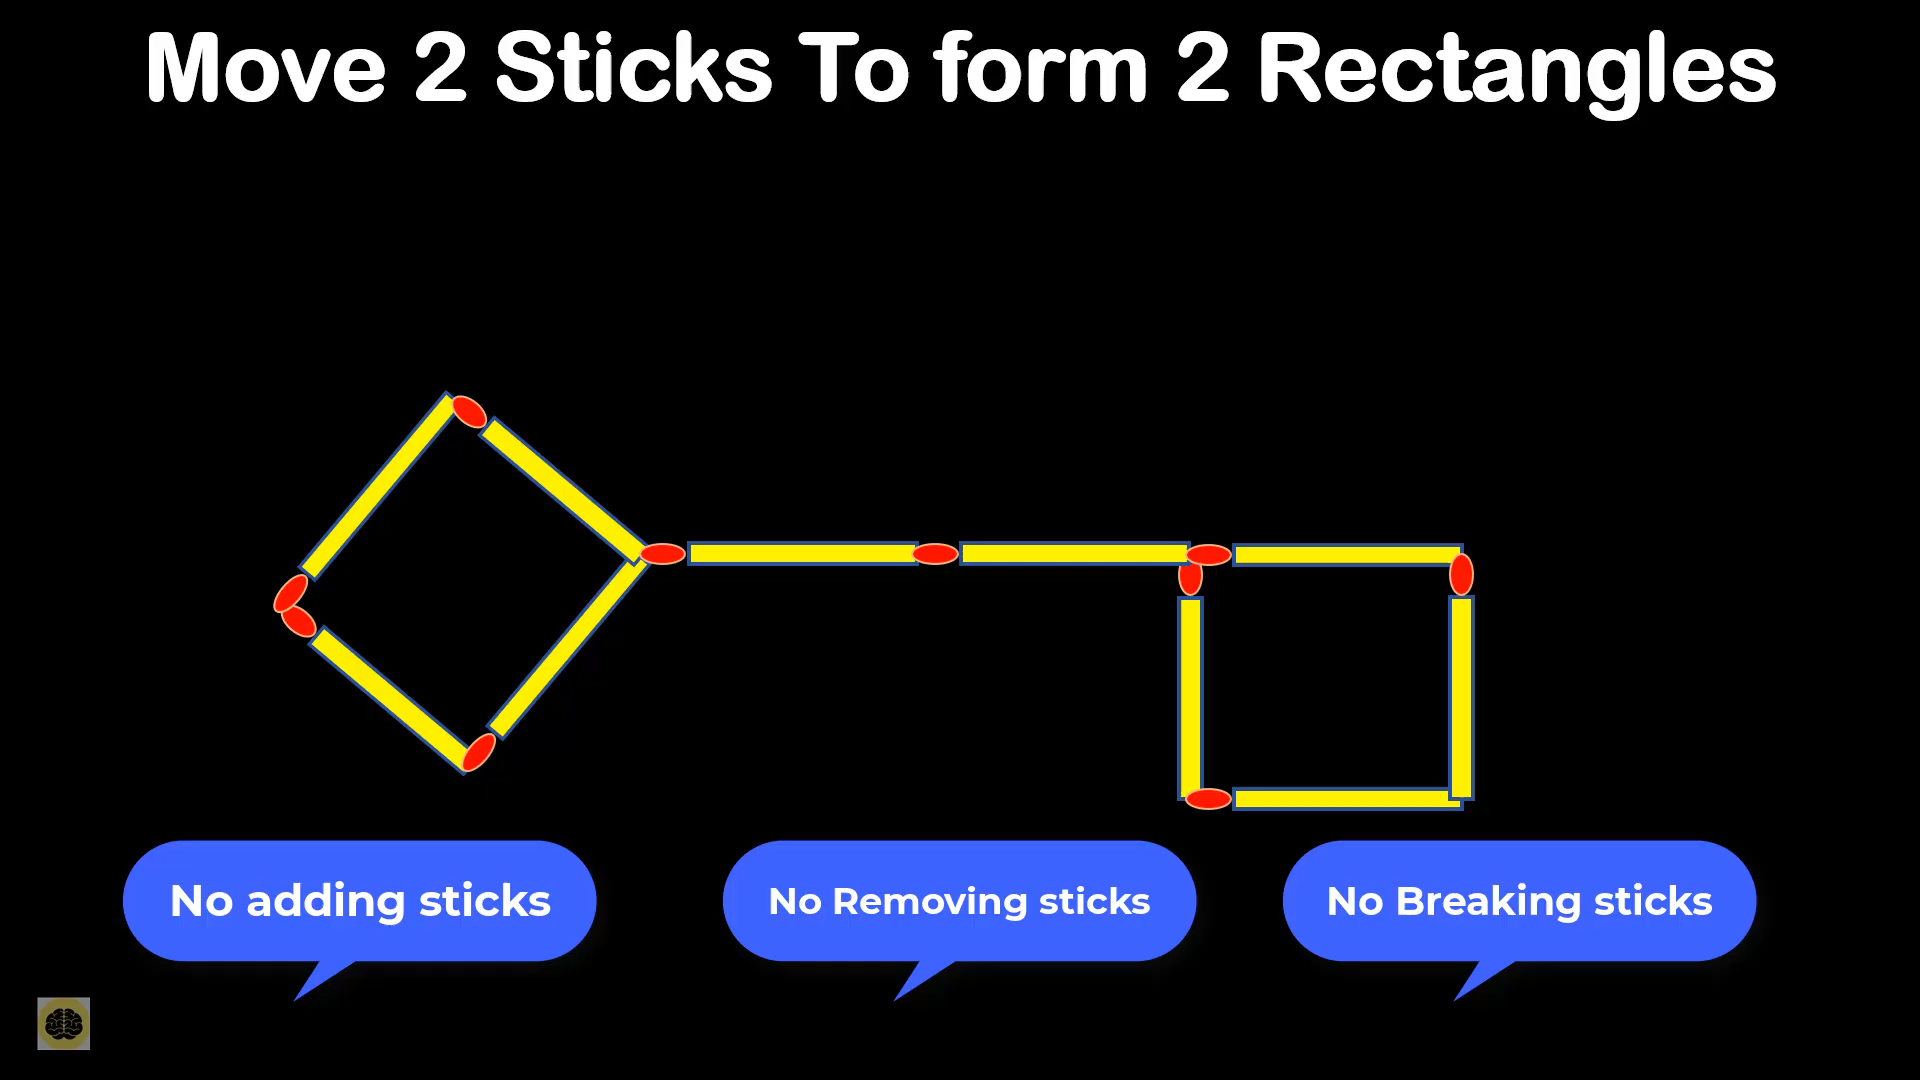 Move 2 Sticks To form 2 Rectangles
No adding sticks
No Removing sticks
No Breaking sticks